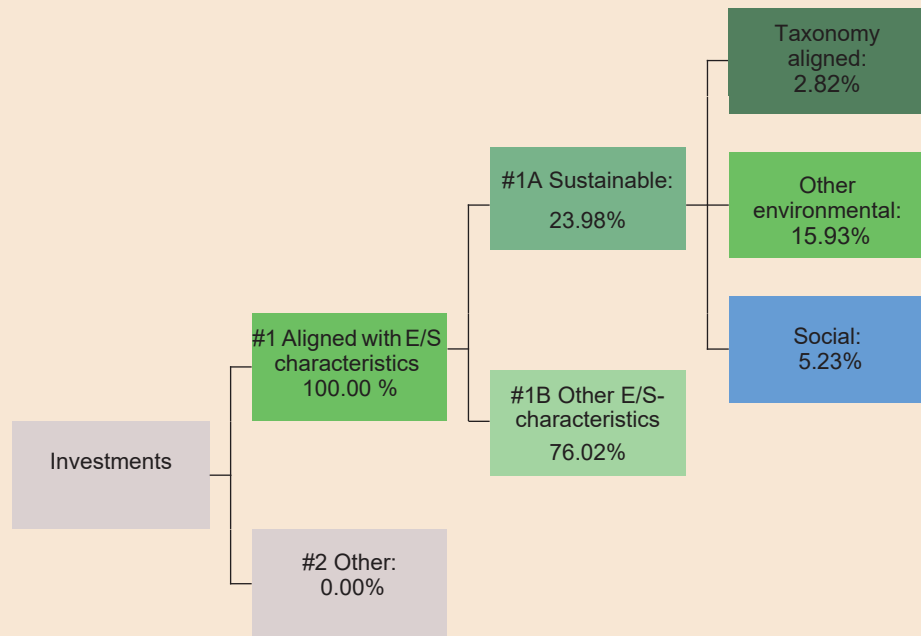 Taxonomy
aligned:
2.82%
#1A Sustainable:
23.98%
Other
environmental:
15.93%
#1 Aligned with E/S
characteristics
100.00 %
Social:
5.23%
#1B Other E/S-
characteristics
76.02%
Investments
#2 Other:
0.00%